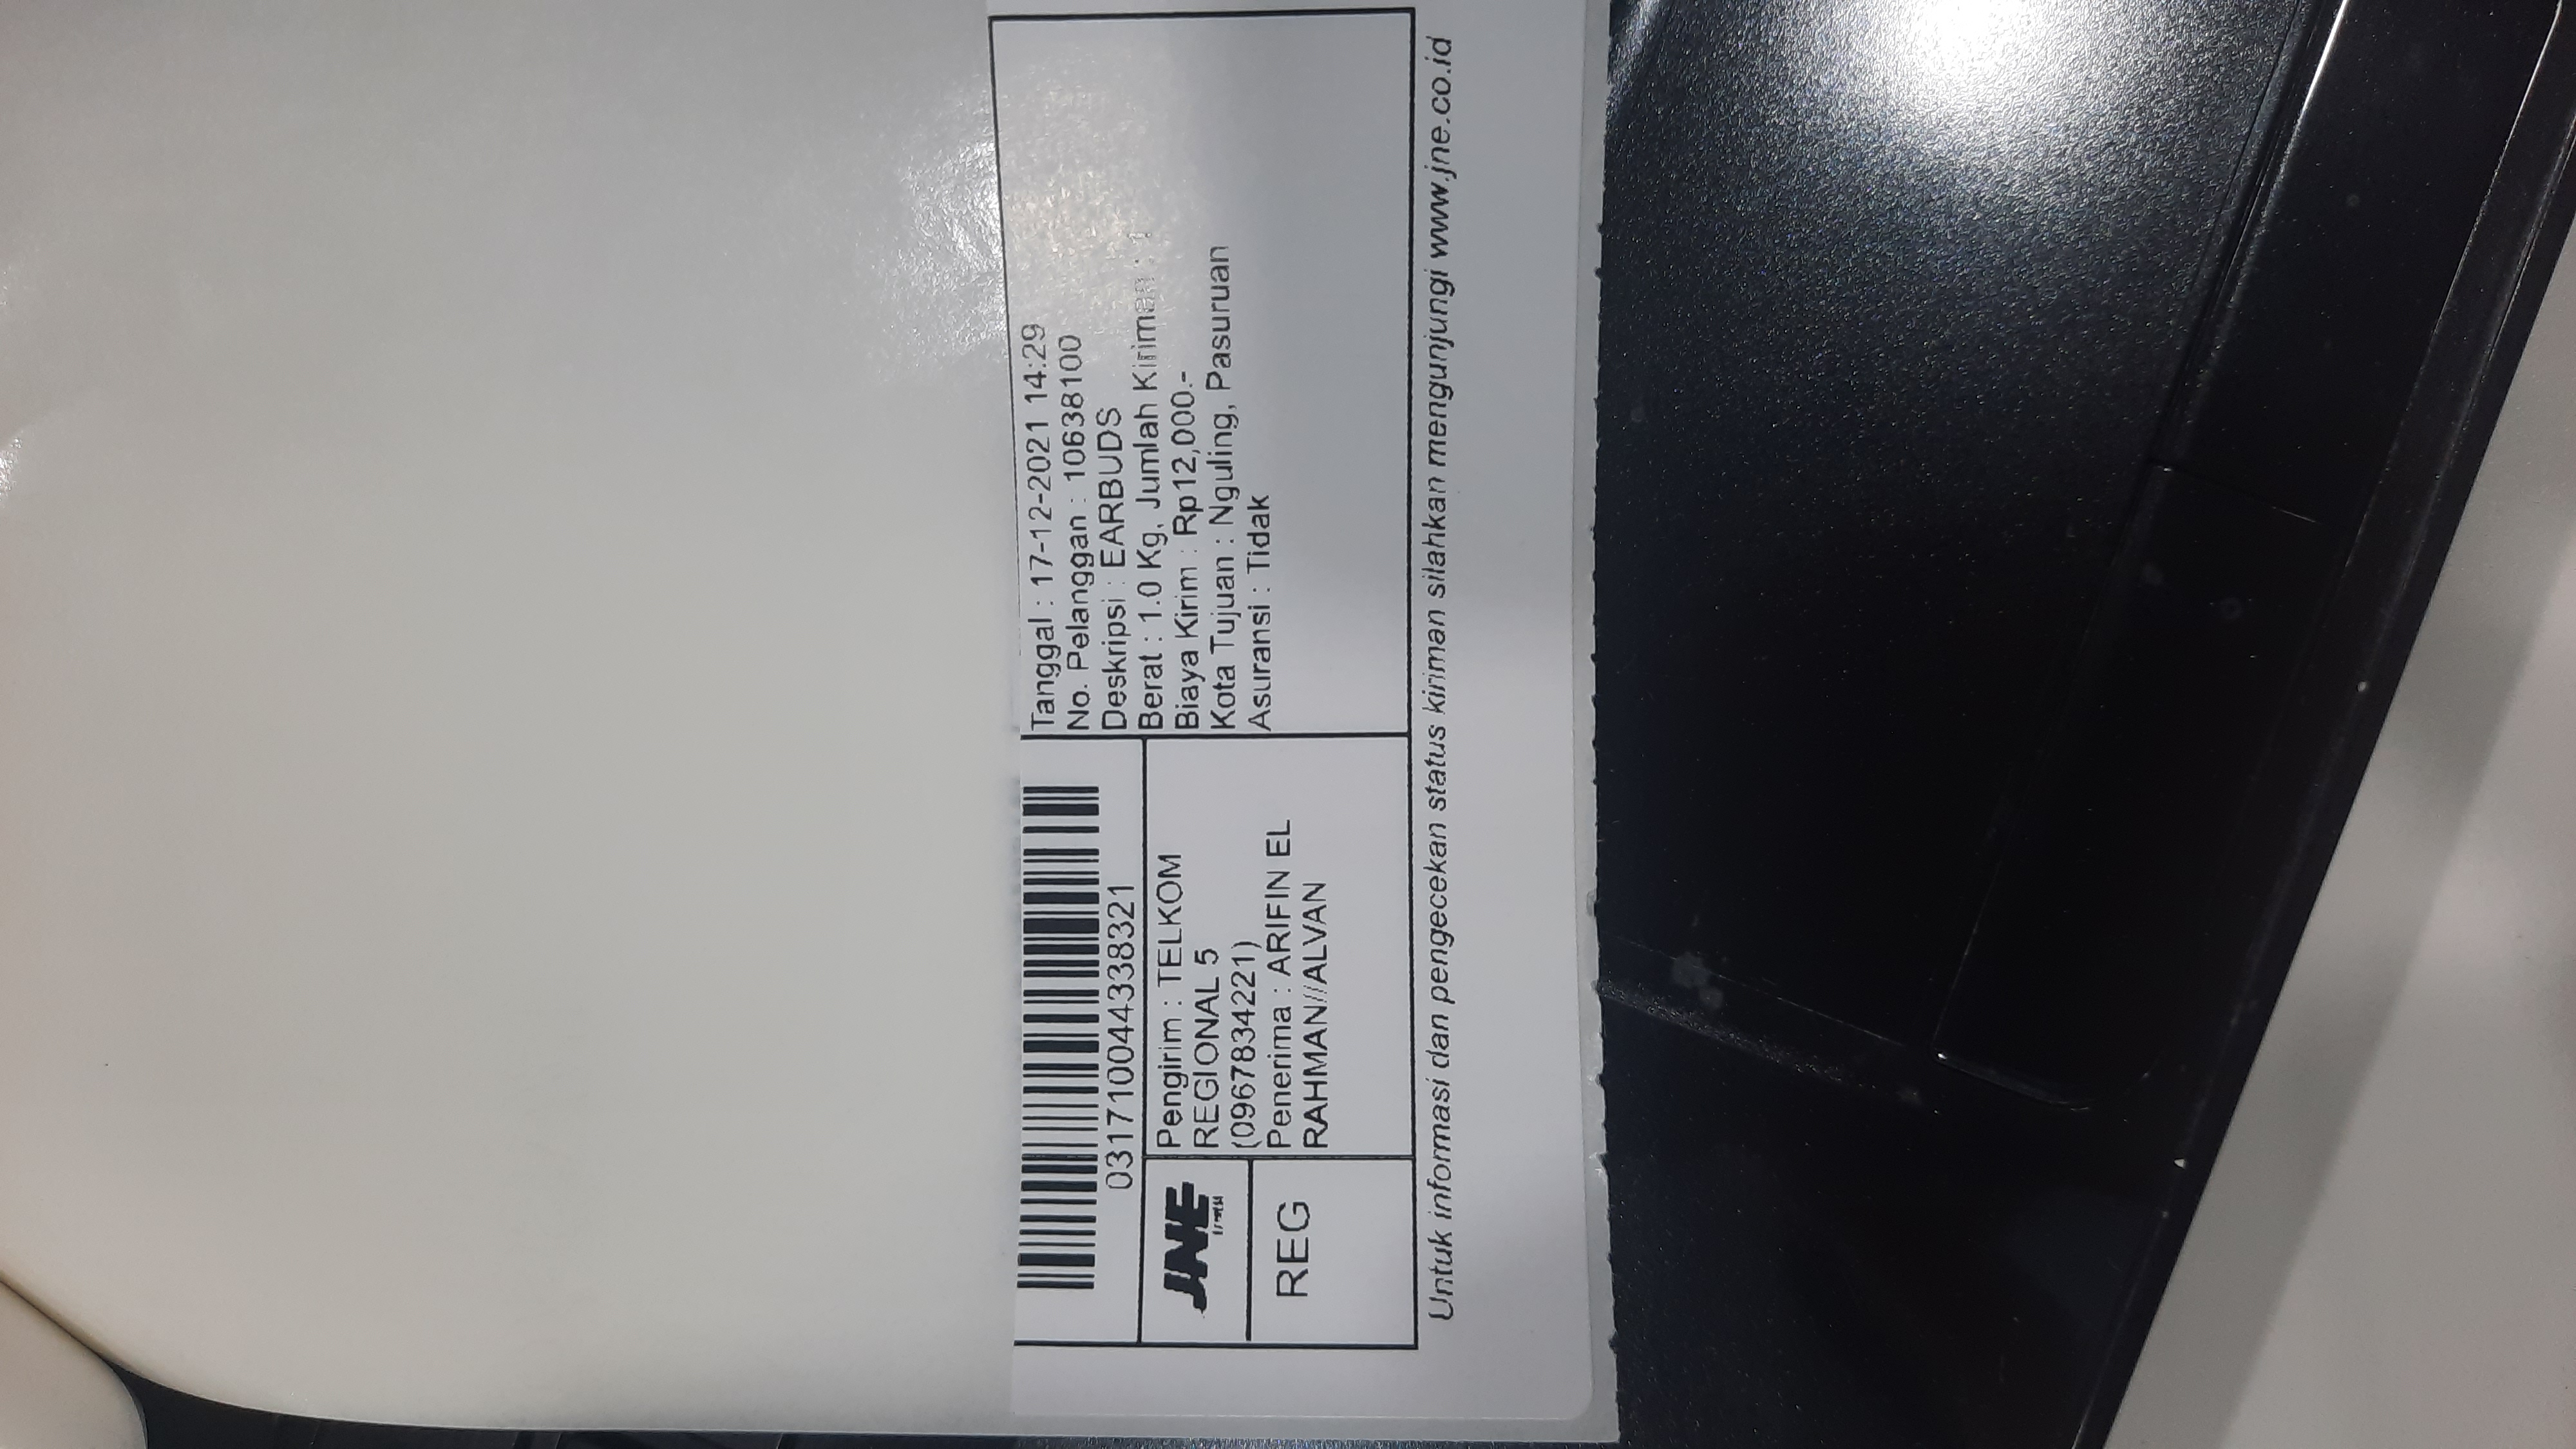 031710044338321
JNE
REG
Pengirim : TELKOM
REGIONAL 5
(0967834221)
Penerima : ARIFIN EL
RAHMAN//ALVAN
Tanggal : 17-12-2021 14:29
No. Pelanggan : 10638100
Deskripsi : EARBUDS
Berat : 1.0 Kg, Jumlah Kiriman : 1
Biaya Kirim : Rp12,000.-
Kota Tujuan : Nguling, Pasuruan
Asuransi : Tidak
Untuk informasi dan pengecekan status kiriman silahkan mengunjungi www.jne.co.id